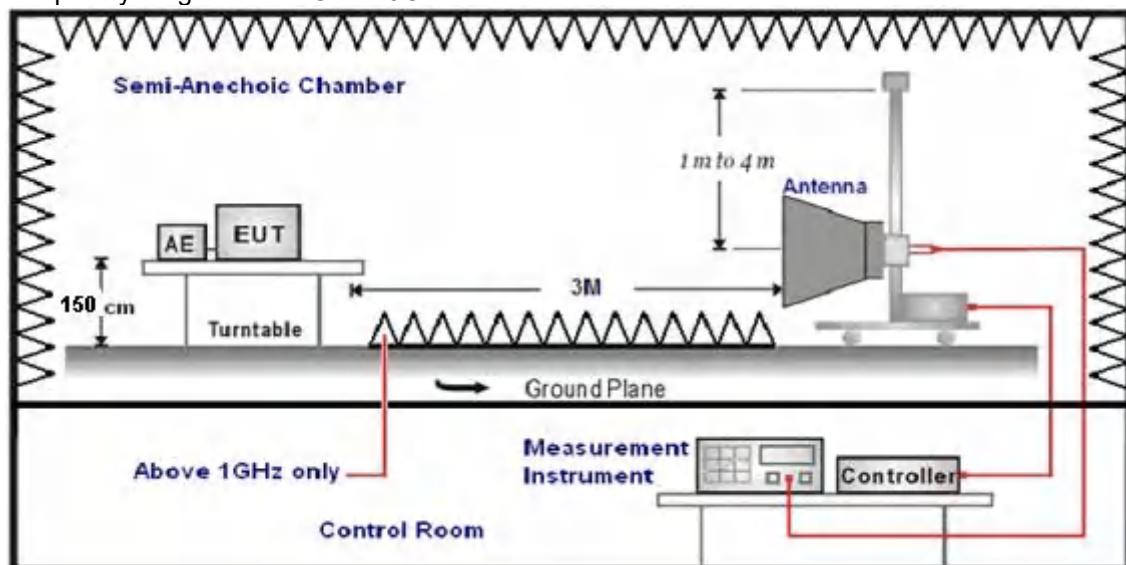 Semi-Anechoic Chamber
1 m to 4 m
Antenna
AE
EUT
150 cm
3M
Turntable
Ground Plane
Above 1GHz only
Measurement
Instrument
Controller
Control Room